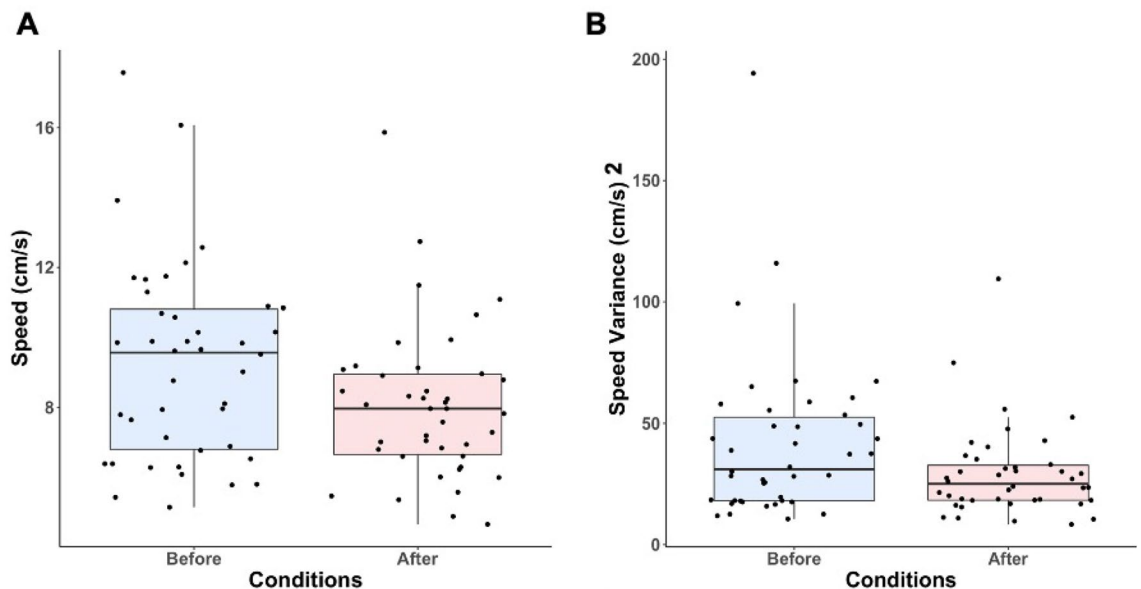 A
Speed (cm/s)
16
12
8
Before
After
Conditions
B
Speed Variance (cm/s) 2
200
150
100
50
0
Before
After
Conditions